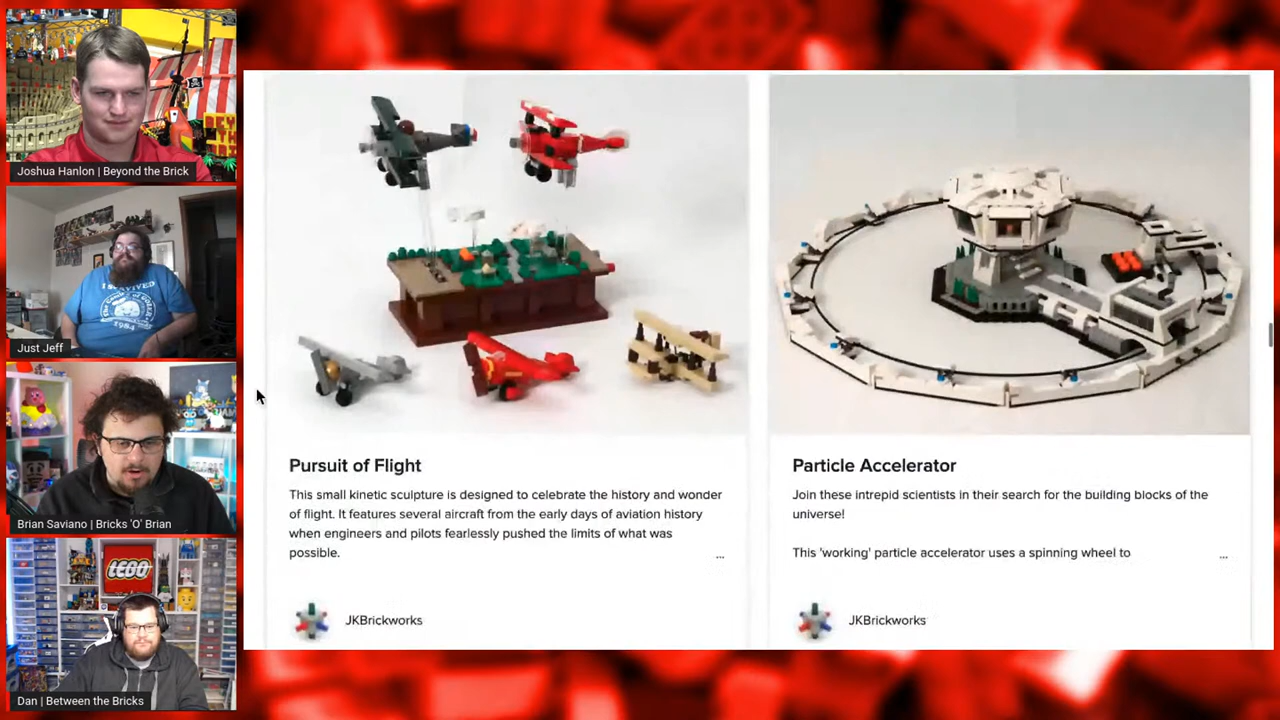 Joshua Hanlon | Beyond the Brick
I SURVIVED
1984
Just Jeff
Brian Saviano | Bricks 'O' Brian
LEGO
Dan | Between the Bricks
Pursuit of Flight
This small kinetic sculpture is designed to celebrate the history and wonder
of flight. It features several aircraft from the early days of aviation history
when engineers and pilots fearlessly pushed the limits of what was
possible.
...
JKBrickworks
Particle Accelerator
Join these intrepid scientists in their search for the building blocks of the
universe!
This 'working' particle accelerator uses a spinning wheel to
...
JKBrickworks